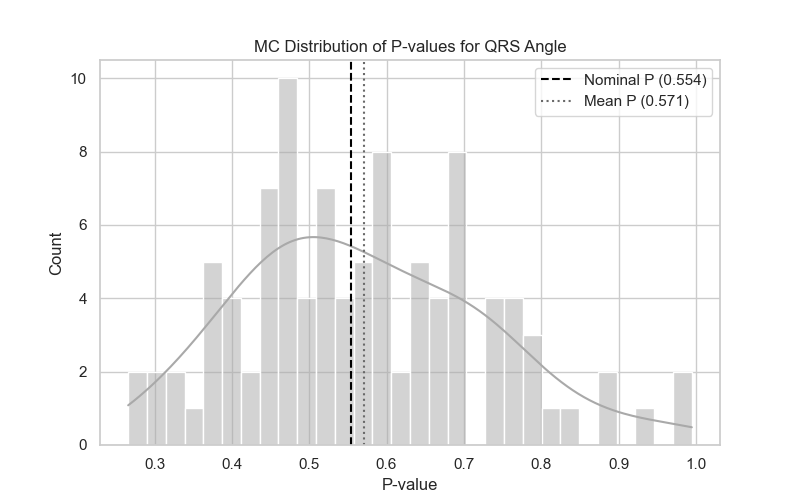 MC Distribution of P-values for QRS Angle
Nominal P (0.554)
Mean P (0.571)
Count
10
8
6
4
2
0
0.3 0.4 0.5 0.6 0.7 0.8 0.9 1.0
P-value